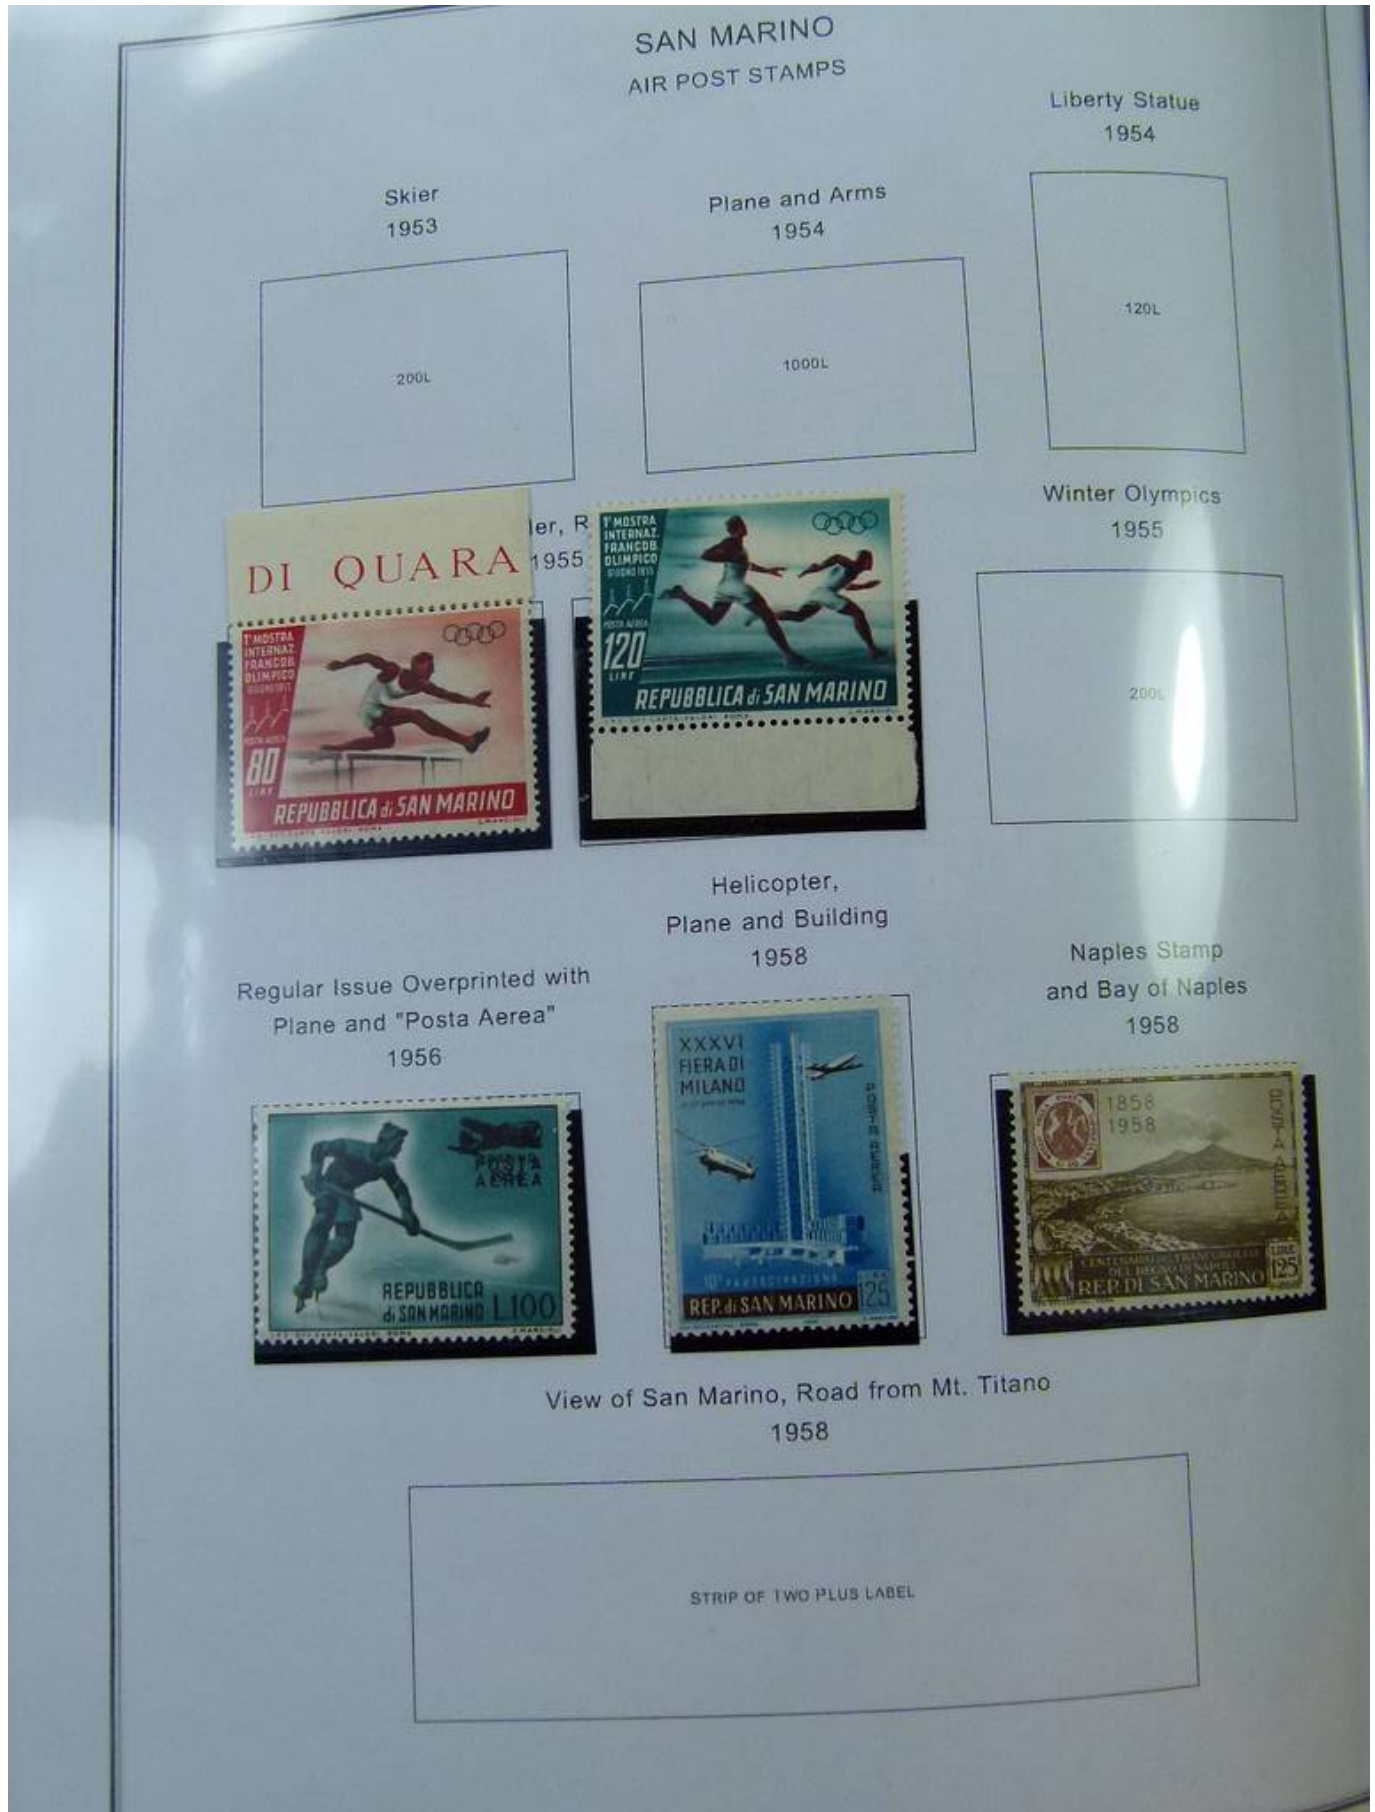 SAN MARINO
AIR POST STAMPS
Liberty Statue
1954
Skier
1953
Plane and Arms
1954
120L
200L
1000L
Winter Olympics
1955
ler, R
1955
DI QUARA
1ª MOSTRA
INTERNAZ.
FRANCOB.
OLIMPICO
POSTA AEREA
80
LIRE
REPUBBLICA di SAN MARINO
1ª MOSTRA
INTERNAZ.
FRANCOB.
OLIMPICO
POSTA AEREA
120
LIRE
REPUBBLICA di SAN MARINO
200L
Helicopter,
Plane and Building
1958
Regular Issue Overprinted with
Plane and "Posta Aerea"
1956
Naples Stamp
and Bay of Naples
1958
POSTA
AEREA
REPUBBLICA
di SAN MARINO L.100
XXXVI
FIERA DI
MILANO
POSTA AEREA
10ª PARTECIPAZIONE
REP. di SAN MARINO 125
1858
1958
POSTA AEREA
REP. DI SAN MARINO
LIRE
125
View of San Marino, Road from Mt. Titano
1958
STRIP OF TWO PLUS LABEL